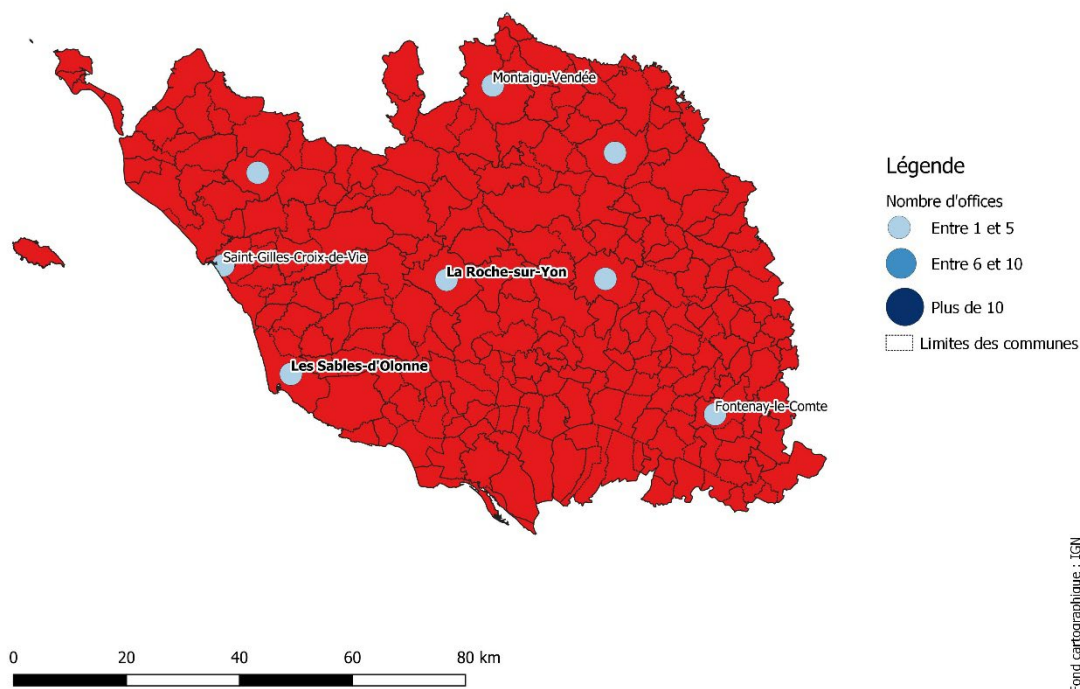 Montaigu-Vendée
Saint-Gilles-Croix-de-Vie
La Roche-sur-Yon
Les Sables-d'Olonne
Fontenay-le-Comte
Légende
Nombre d'offices
Entre 1 et 5
Entre 6 et 10
Plus de 10
Limites des communes
Fond cartographique : IGN
0 20 40 60 80 km